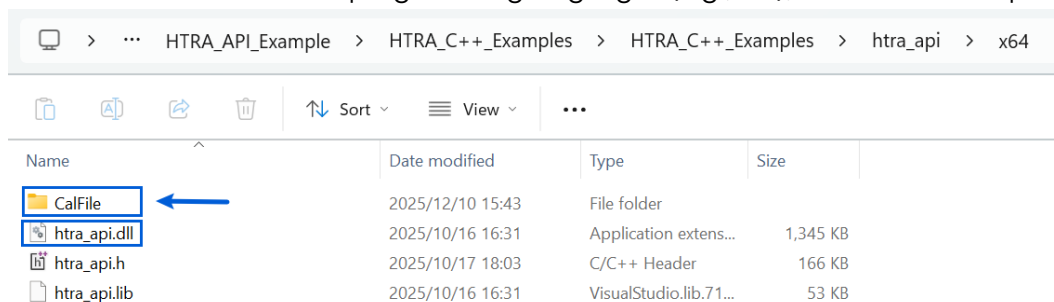 HTRA_API_Example > HTRA_C++_Examples > HTRA_C++_Examples > htra_api > x64
Sort View
Name Date modified Type Size
CalFile 2025/12/10 15:43 File folder
htra_api.dll 2025/10/16 16:31 Application extens... 1,345 KB
htra_api.h 2025/10/17 18:03 C/C++ Header 166 KB
htra_api.lib 2025/10/16 16:31 VisualStudio.lib.71... 53 KB